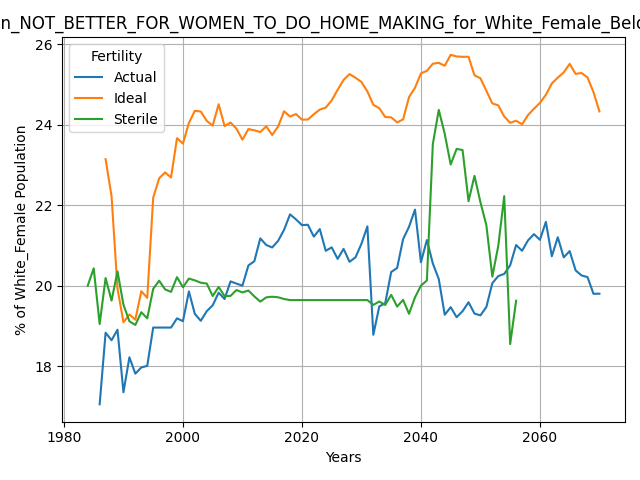 n_NOT_BETTER_FOR_WOMEN_TO_DO_HOME_MAKING_for_White_Female_Belo
Fertility
Actual
Ideal
Sterile
% of White_Female Population
26
24
22
20
18
1980
2000
2020
2040
2060
Years